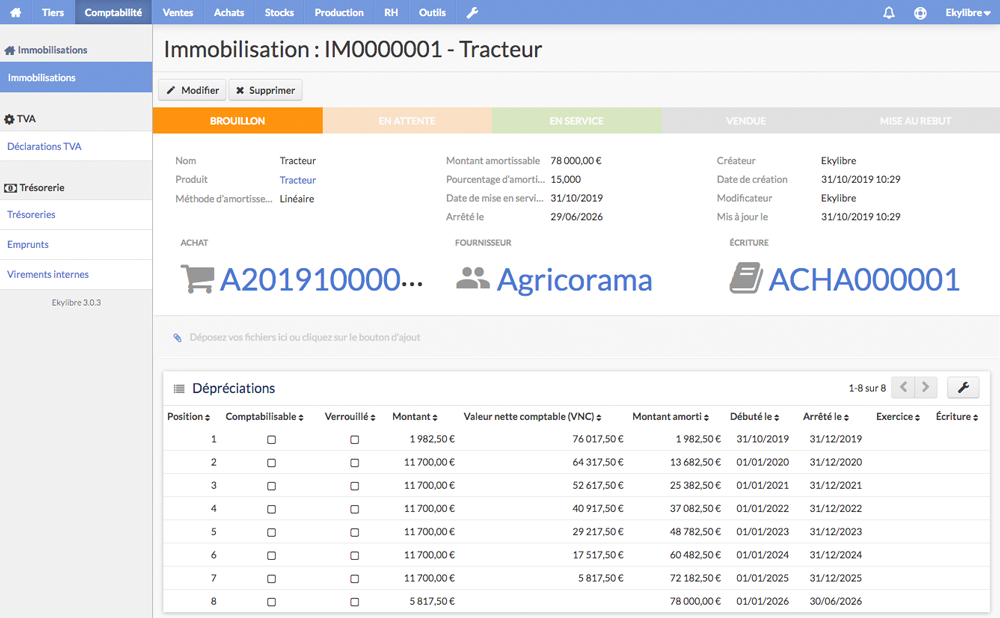 Tiers Comptabilité Ventes Achats Stocks Production RH Outils Ekylibre
Immobilisations
Immobilisations
TVA
Déclarations TVA
Trésorerie
Trésoreries
Emprunts
Virements internes
Ekylibre 3.0.3
Immobilisation : IM0000001 - Tracteur
Modifier Supprimer
BROUILLON EN ATTENTE EN SERVICE VENDUE MISE AU REBUT
Nom Tracteur Montant amortissable 78 000,00 € Créateur Ekylibre
Produit Tracteur Pourcentage d'amorti... 15,000 Date de création 31/10/2019 10:29
Méthode d'amortisse... Linéaire Date de mise en servi... 31/10/2019 Modificateur Ekylibre
Arrêté le 29/06/2026 Mis à jour le 31/10/2019 10:29
ACHAT FOURNISSEUR ÉCRITURE
A201910000... Agricorama ACHA000001
Déposez vos fichiers ici ou cliquez sur le bouton d'ajout
Dépréciations 1-8 sur 8
Position Comptabilisable Verrouillé Montant Valeur nette comptable (VNC) Montant amorti Débuté le Arrêté le Exercice Écriture
1 1 982,50 € 76 017,50 € 1 982,50 € 31/10/2019 31/12/2019
2 11 700,00 € 64 317,50 € 13 682,50 € 01/01/2020 31/12/2020
3 11 700,00 € 52 617,50 € 25 382,50 € 01/01/2021 31/12/2021
4 11 700,00 € 40 917,50 € 37 082,50 € 01/01/2022 31/12/2022
5 11 700,00 € 29 217,50 € 48 782,50 € 01/01/2023 31/12/2023
6 11 700,00 € 17 517,50 € 60 482,50 € 01/01/2024 31/12/2024
7 11 700,00 € 5 817,50 € 72 182,50 € 01/01/2025 31/12/2025
8 5 817,50 € 78 000,00 € 01/01/2026 30/06/2026